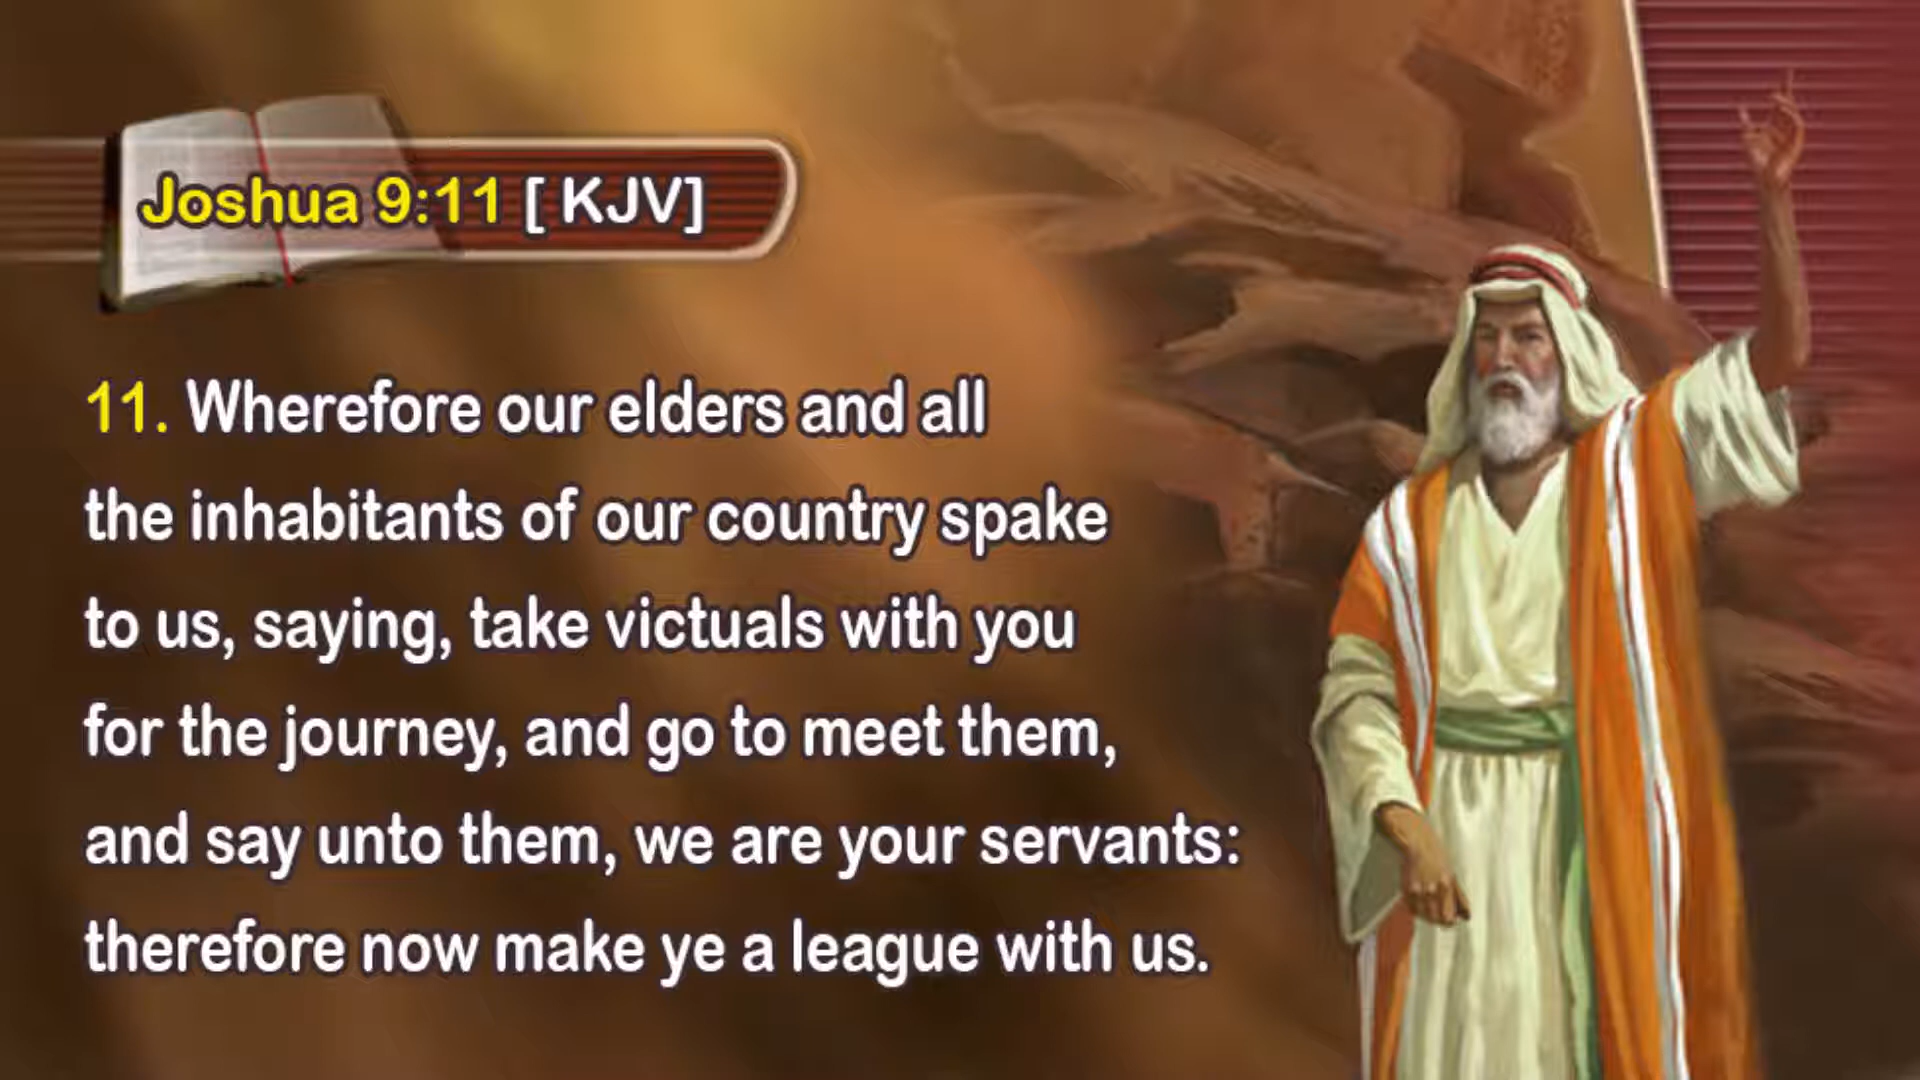 Joshua 9:11 [ KJV]
11. Wherefore our elders and all
the inhabitants of our country spake
to us, saying, take victuals with you
for the journey, and go to meet them,
and say unto them, we are your servants:
therefore now make ye a league with us.